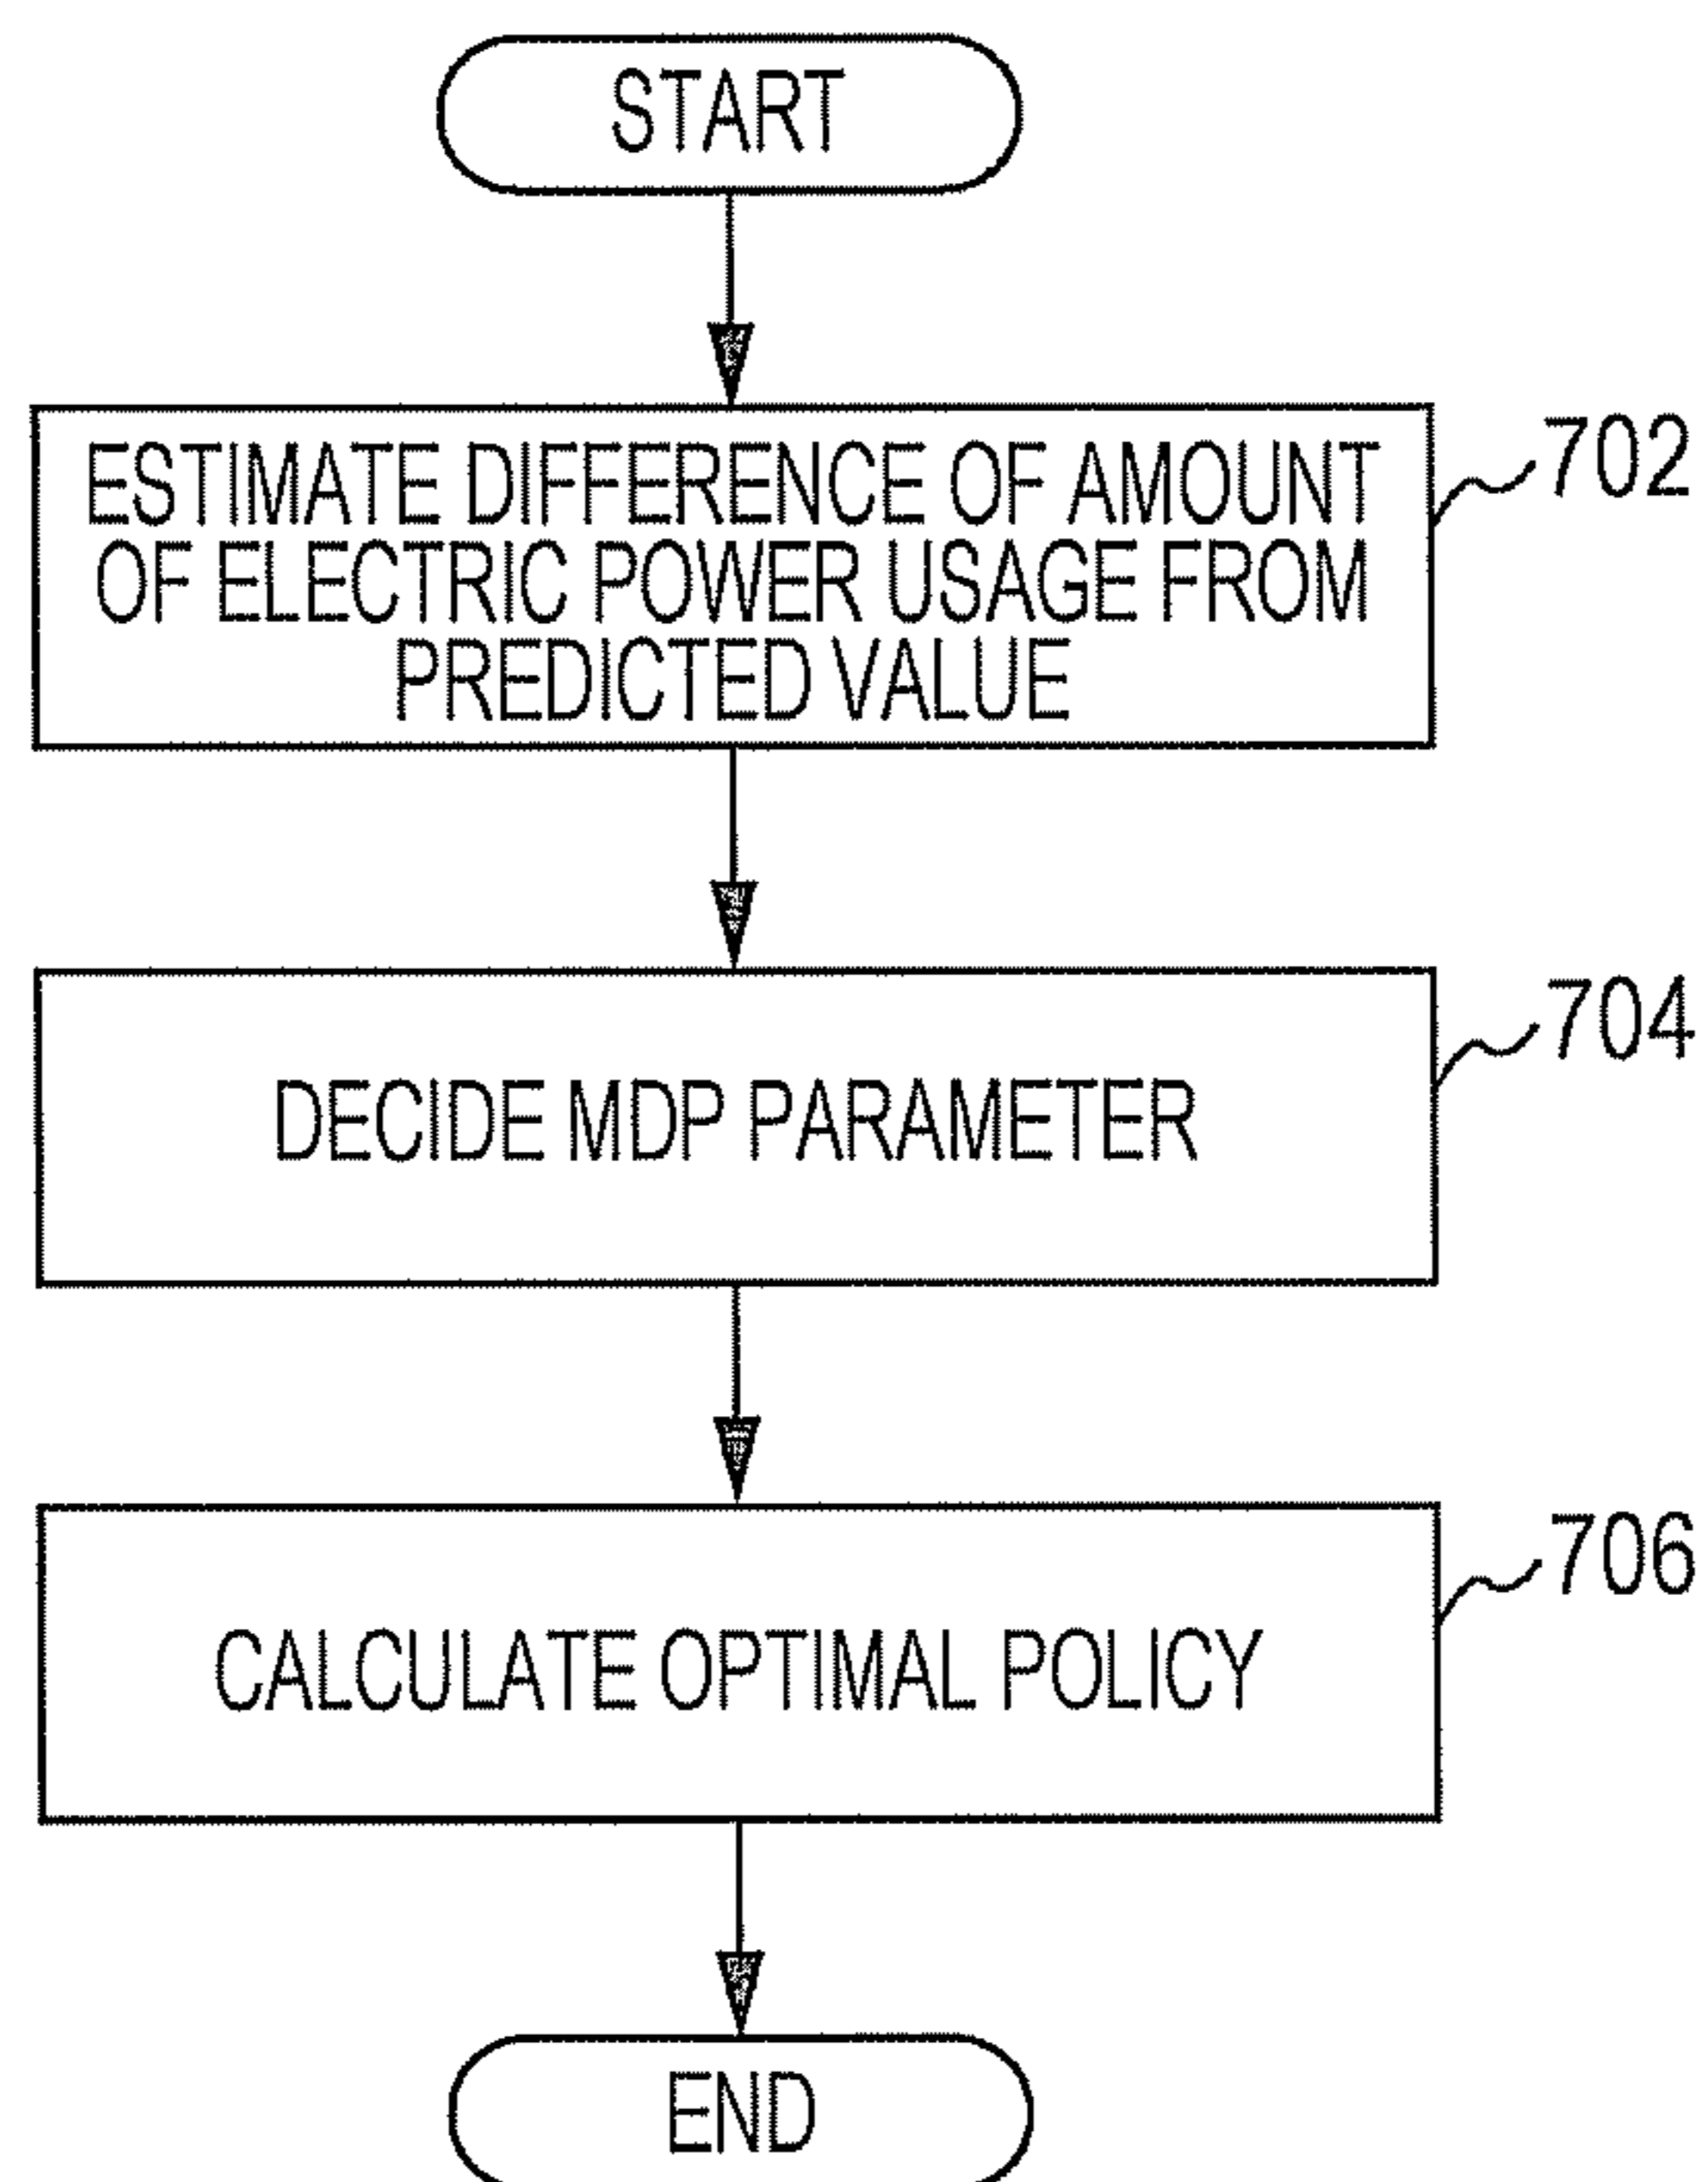 START
ESTIMATE DIFFERENCE OF AMOUNT
OF ELECTRIC POWER USAGE FROM
PREDICTED VALUE
702
DECIDE MDP PARAMETER
704
CALCULATE OPTIMAL POLICY
706
END